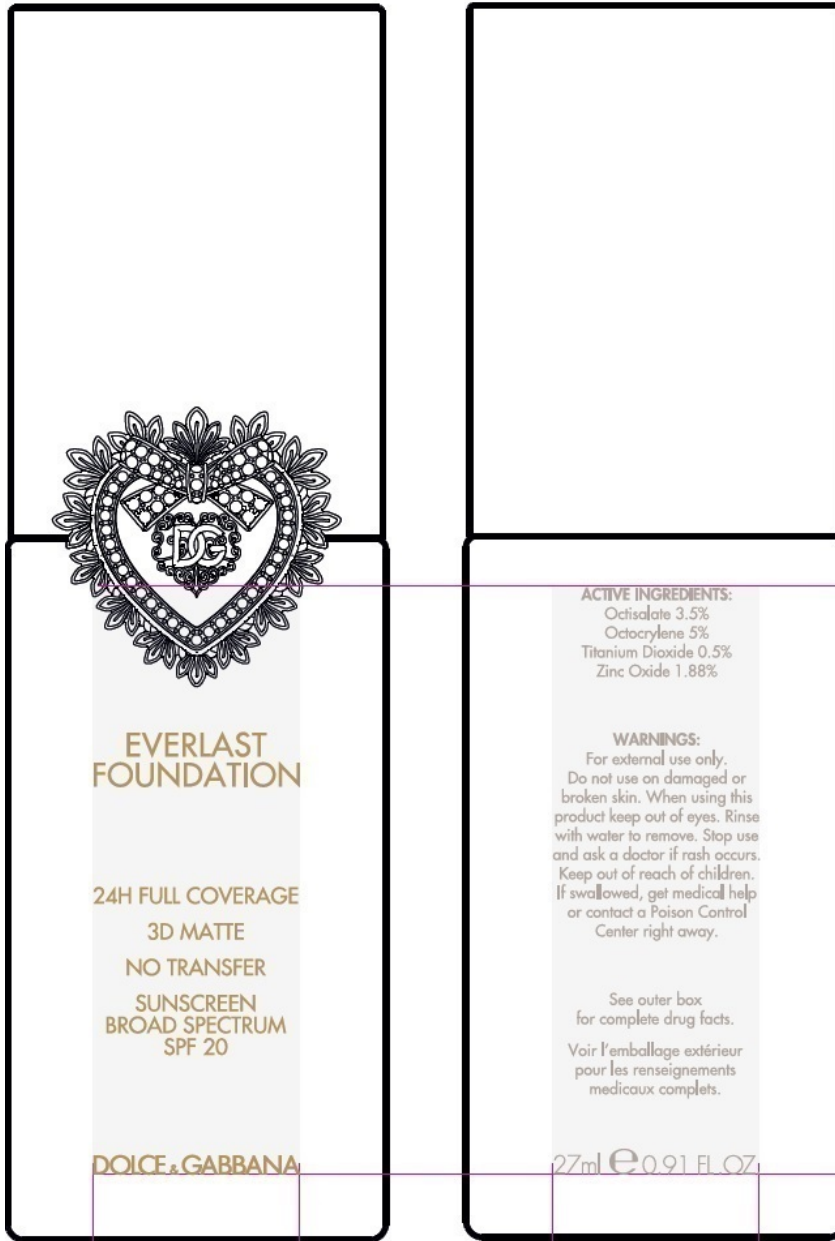 DG
EVERLAST
FOUNDATION
24H FULL COVERAGE
3D MATTE
NO TRANSFER
SUNSCREEN
BROAD SPECTRUM
SPF 20
DOLCE & GABBANA
ACTIVE INGREDIENTS:
Octisalate 3.5%
Octocrylene 5%
Titanium Dioxide 0.5%
Zinc Oxide 1.88%
WARNINGS:
For external use only.
Do not use on damaged or
broken skin. When using this
product keep out of eyes. Rinse
with water to remove. Stop use
and ask a doctor if rash occurs.
Keep out of reach of children.
If swallowed, get medical help
or contact a Poison Control
Center right away.
See outer box
for complete drug facts.
Voir l'emballage extérieur
pour les renseignements
medicaux complets.
27ml ℮ 0.91 FL.OZ.